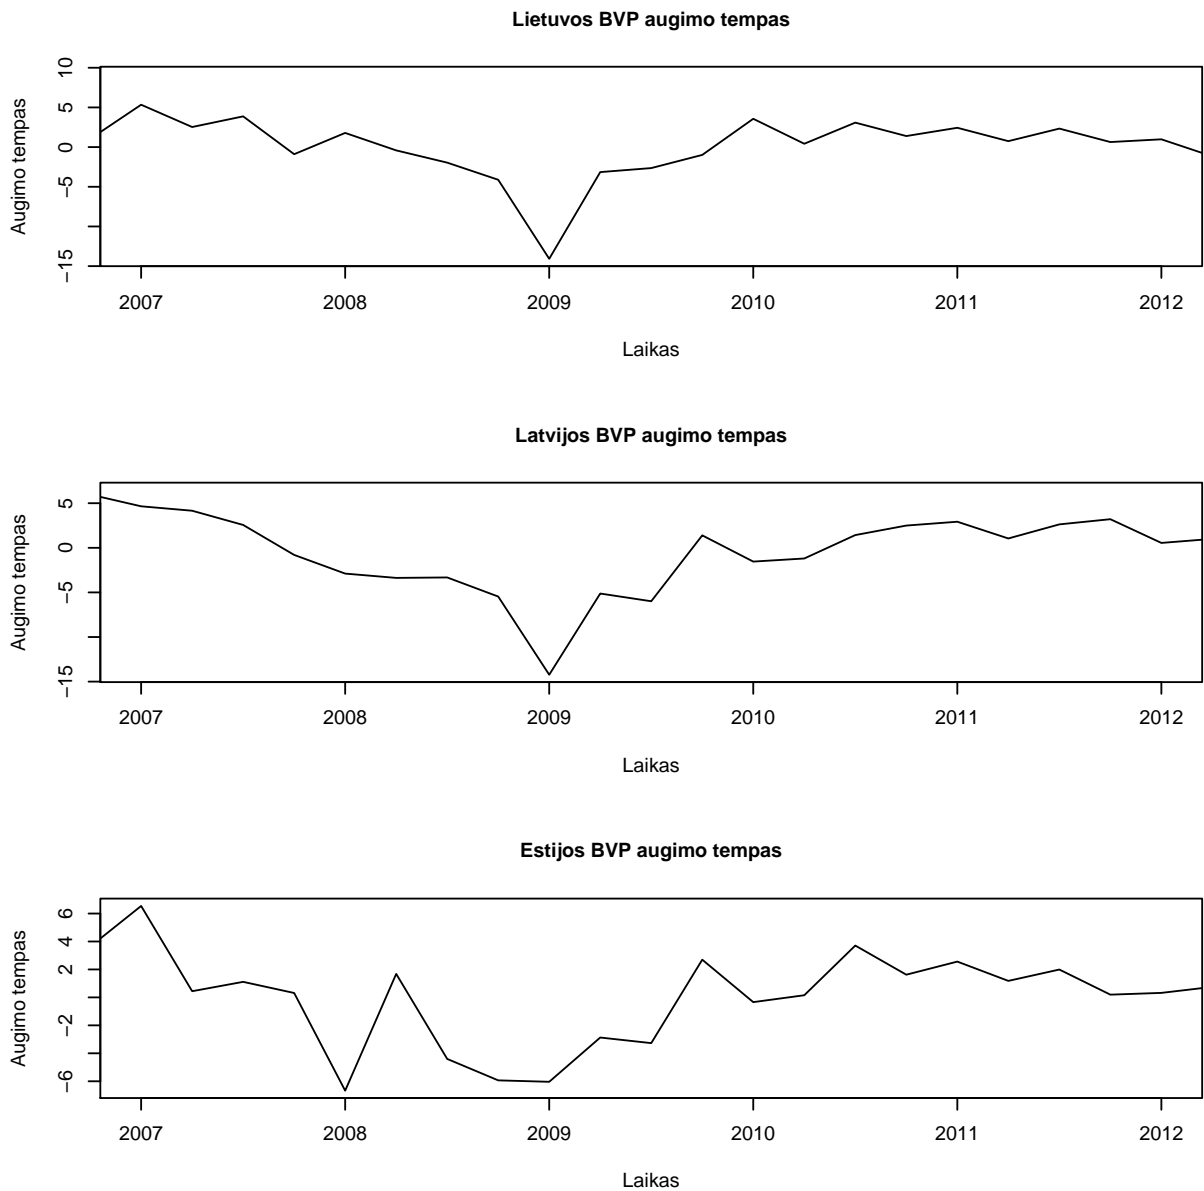 Lietuvos BVP augimo tempas
Augimo tempas
10
5
0
−5
−15
2007 2008 2009 2010 2011 2012
Laikas
Latvijos BVP augimo tempas
Augimo tempas
5
0
−5
−15
2007 2008 2009 2010 2011 2012
Laikas
Estijos BVP augimo tempas
Augimo tempas
6
4
2
−2
−6
2007 2008 2009 2010 2011 2012
Laikas